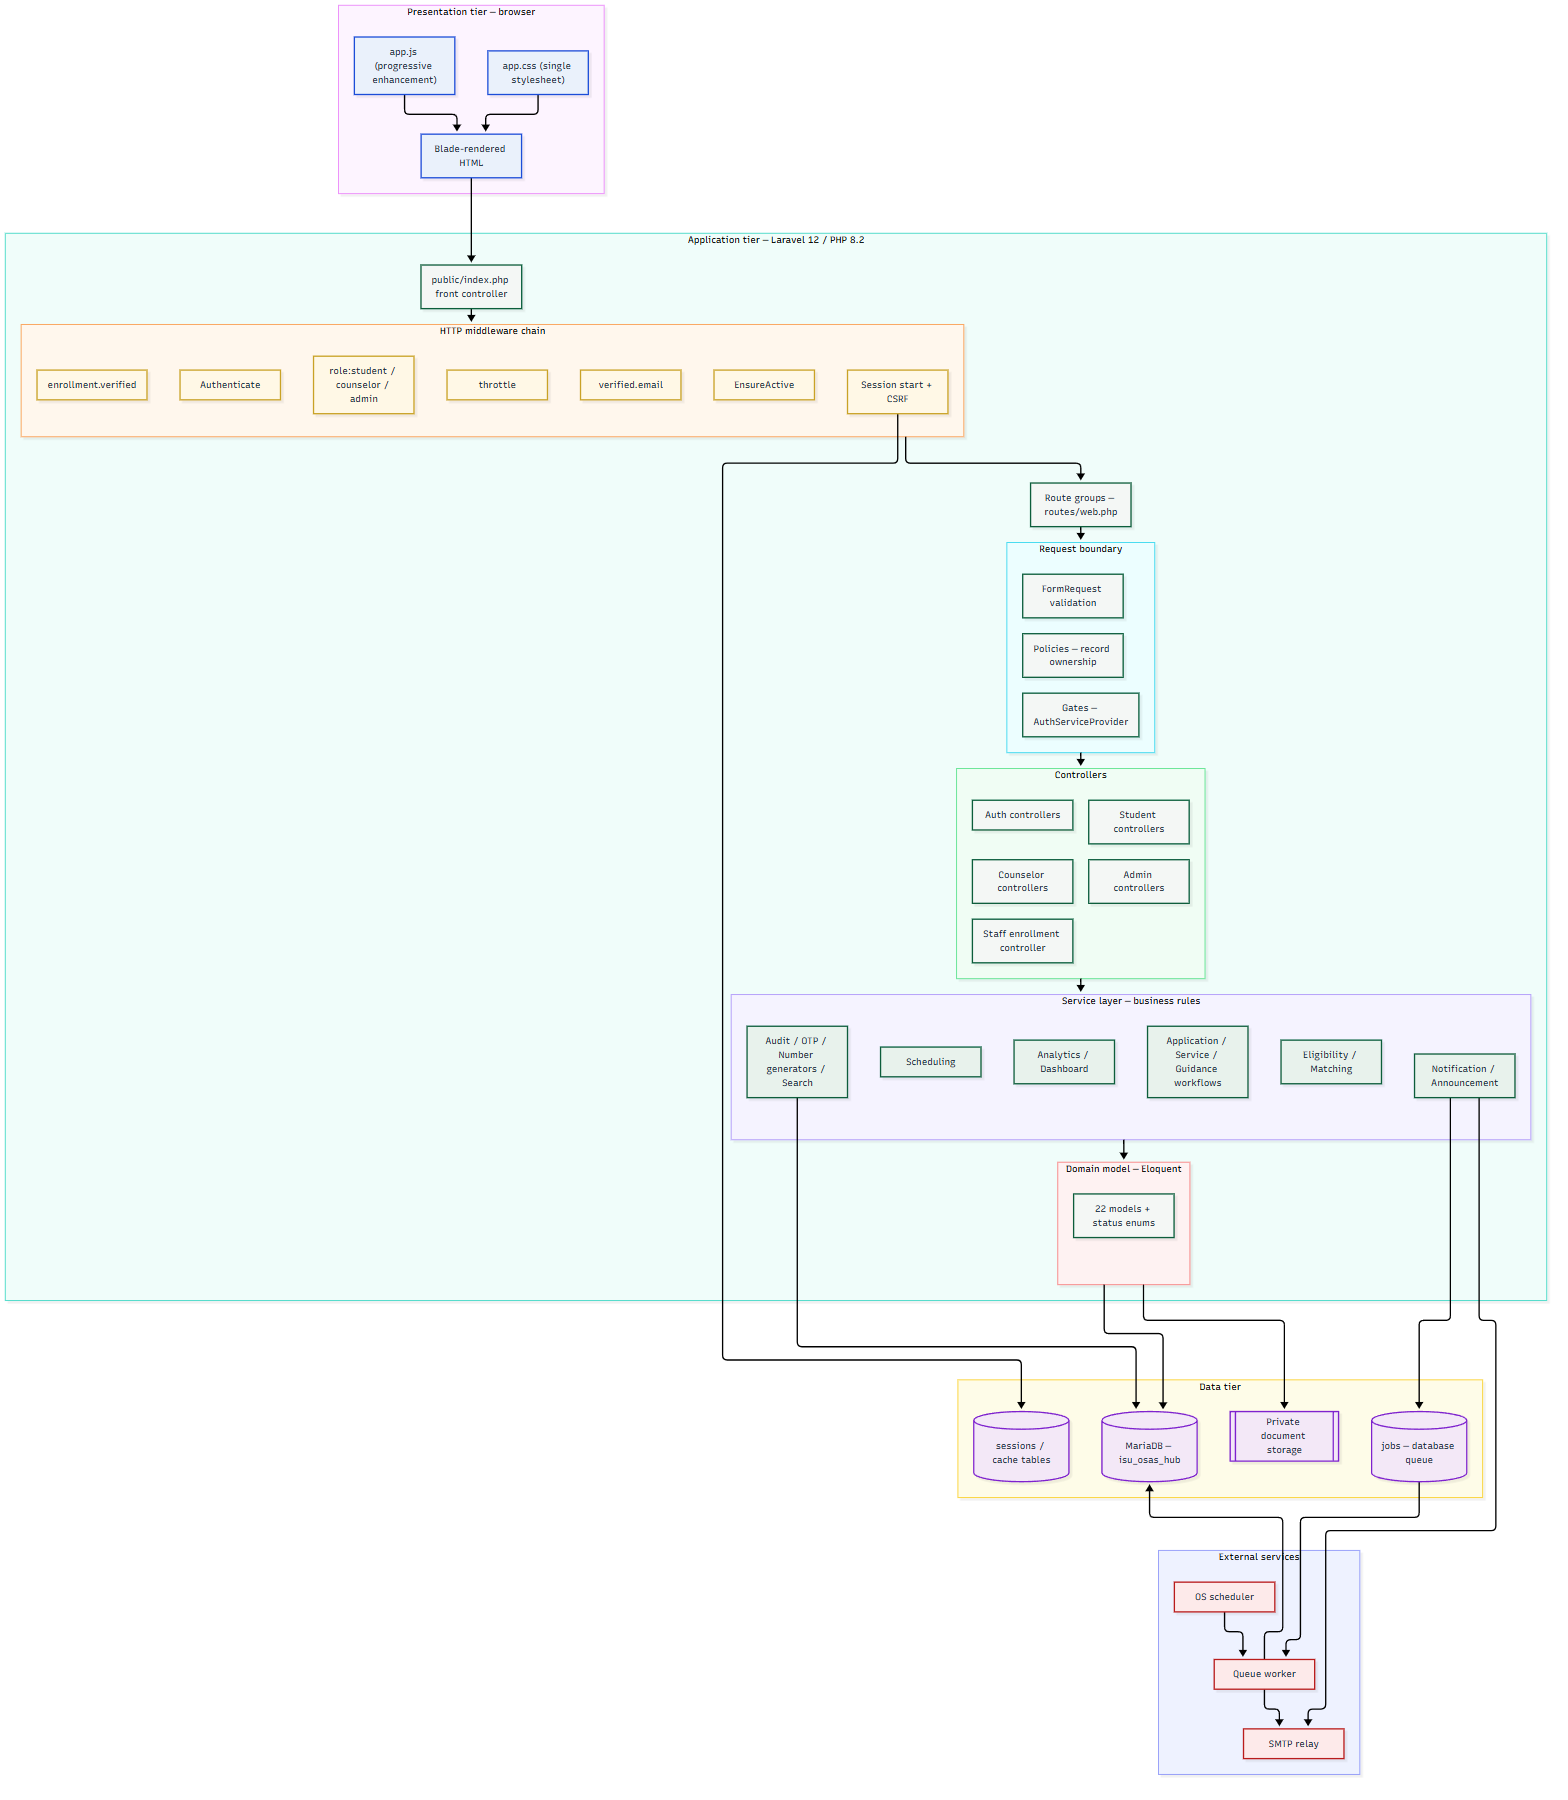 Presentation tier — browser
app.js
(progressive
enhancement)
app.css (single
stylesheet)
Blade-rendered
HTML
Application tier — Laravel 12 / PHP 8.2
public/index.php
front controller
HTTP middleware chain
enrollment.verified
Authenticate
role:student /
counselor /
admin
throttle
verified.email
EnsureActive
Session start +
CSRF
Route groups —
routes/web.php
Request boundary
FormRequest
validation
Policies — record
ownership
Gates —
AuthServiceProvider
Controllers
Auth controllers
Student
controllers
Counselor
controllers
Admin
controllers
Staff enrollment
controller
Service layer — business rules
Audit / OTP /
Number
generators /
Search
Scheduling
Analytics /
Dashboard
Application /
Service /
Guidance
workflows
Eligibility /
Matching
Notification /
Announcement
Domain model — Eloquent
22 models +
status enums
Data tier
sessions /
cache tables
MariaDB —
isu_osas_hub
Private
document
storage
jobs — database
queue
External services
OS scheduler
Queue worker
SMTP relay